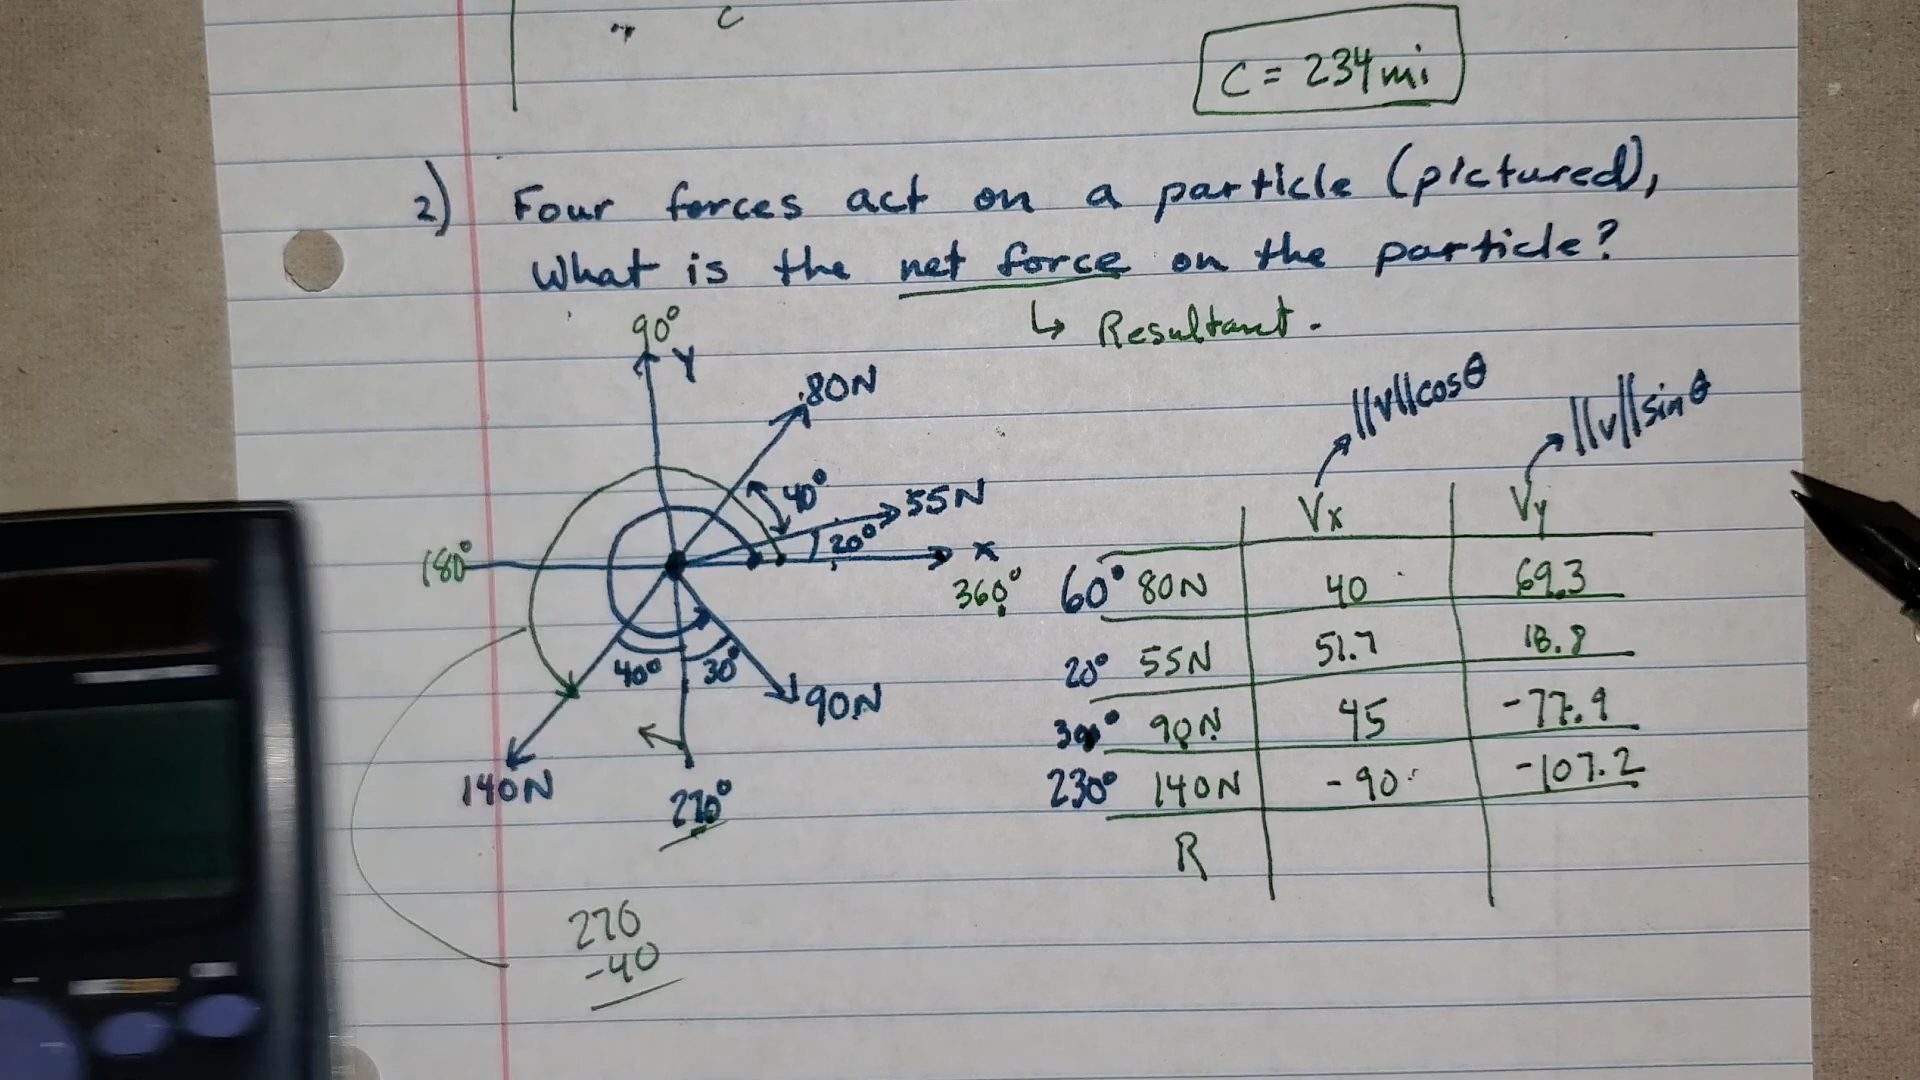 C
C = 234 mi
2) Four forces act on a particle (pictured),
What is the net force on the particle?
↳ Resultant.
90°
Y
80N
||v||cosθ
||v||sinθ
40°
55N
Vx
Vy
20°
x
180°
360°
60° 80N 40 69.3
20° 55N 51.7 18.8
90N 45 -77.9
230° 140N -90 -107.2
R
40°
30°
90N
140N
270°
270
-40